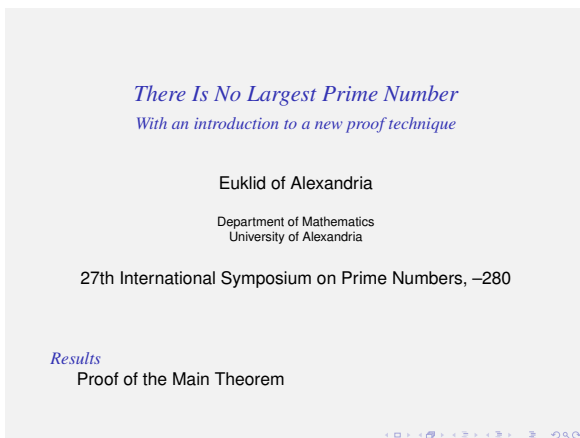 There Is No Largest Prime Number
With an introduction to a new proof technique
Euklid of Alexandria
Department of Mathematics
University of Alexandria
27th International Symposium on Prime Numbers, –280
Results
Proof of the Main Theorem